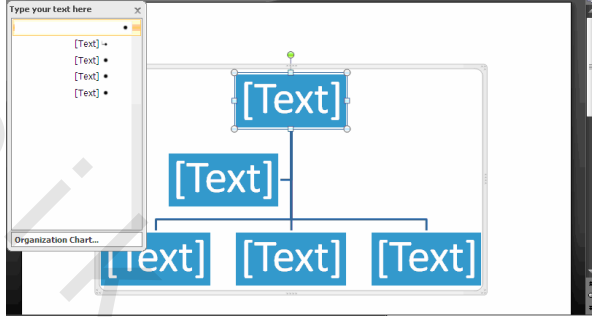 Type your text here
x
[Text]
[Text]
[Text]
[Text]
Organization Chart...
[Text]
[Text]
[Text] [Text] [Text]